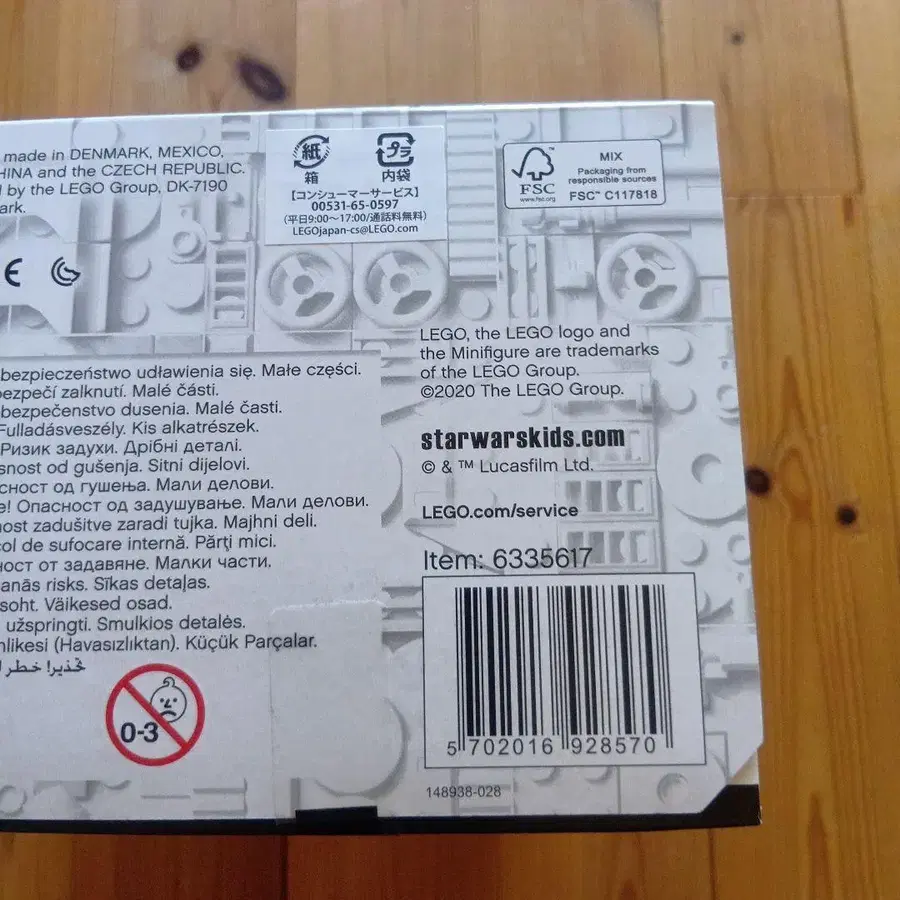 made in DENMARK, MEXICO,
HINA and the CZECH REPUBLIC.
by the LEGO Group, DK-7190
ark.
紙
箱
プラ
内袋
【コンシューマーサービス】
00531-65-0597
(平日9:00〜17:00/通話料無料)
LEGOjapan-cs@LEGO.com
FSC
www.fsc.org
MIX
Packaging from
responsible sources
FSC™ C117818
CE
LEGO, the LEGO logo and
the Minifigure are trademarks
of the LEGO Group.
©2020 The LEGO Group.
starwarskids.com
© & ™ Lucasfilm Ltd.
LEGO.com/service
bezpieczeństwo udławienia się. Małe części.
ezpečí zalknutí. Malé části.
bezpečenstvo dusenia. Malé časti.
Fulladásveszély. Kis alkatrészek.
Ризик задухи. Дрібні деталі.
snost od gušenja. Sitni dijelovi.
сност од гушења. Мали делови.
e! Опасност од задушување. Мали делови.
nost zadušitve zaradi tujka. Majhni deli.
col de sufocare internă. Părţi mici.
ност от задавяне. Малки части.
anās risks. Sīkas detaļas.
soht. Väikesed osad.
užspringti. Smulkios detalės.
nlikesi (Havasızlıktan). Küçük Parçalar.
تحذير! خطر
0-3
Item: 6335617
5 702016 928570
148938-028